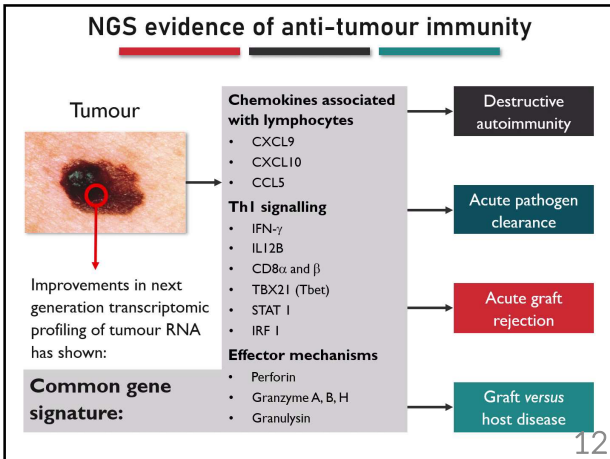 NGS evidence of anti-tumour immunity
Tumour
Improvements in next
generation transcriptomic
profiling of tumour RNA
has shown:
Common gene
signature:
Chemokines associated
with lymphocytes
• CXCL9
• CXCL10
• CCL5
Th1 signalling
• IFN-γ
• IL12B
• CD8α and β
• TBX21 (Tbet)
• STAT 1
• IRF 1
Effector mechanisms
• Perforin
• Granzyme A, B, H
• Granulysin
Destructive
autoimmunity
Acute pathogen
clearance
Acute graft
rejection
Graft versus
host disease
12